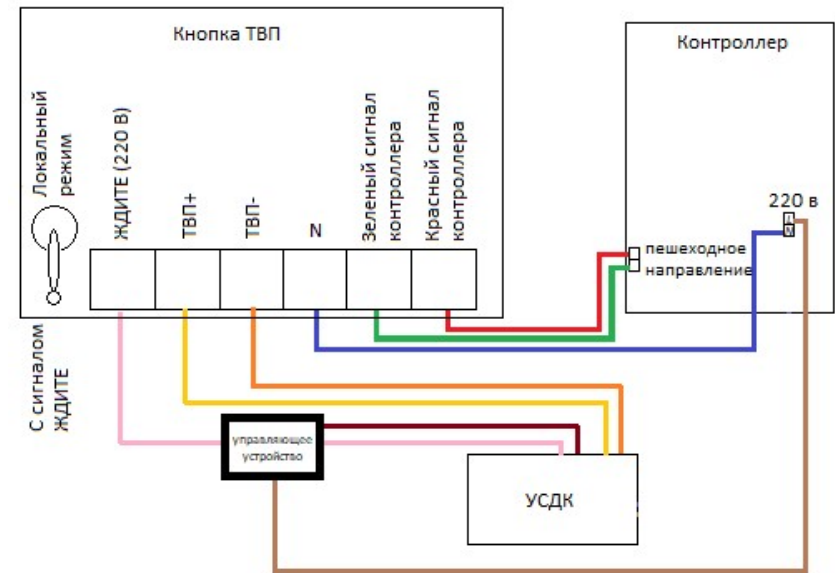 Кнопка ТВП
Контроллер
Локальный
режим
ЖДИТЕ (220 В)
ТВП+
ТВП-
N
Зеленый сигнал
контроллера
Красный сигнал
контроллера
220 в
L
N
пешеходное
направление
С сигналом
ЖДИТЕ
управляющее
устройство
УСДК